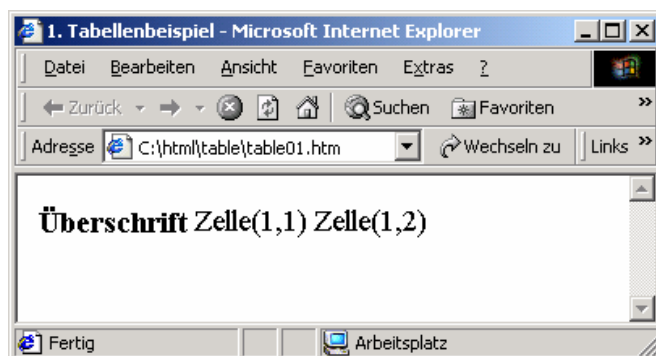 1. Tabellenbeispiel - Microsoft Internet Explorer
Datei Bearbeiten Ansicht Favoriten Extras ?
Zurück Suchen Favoriten »
Adresse C:\html\table\table01.htm Wechseln zu Links »
Überschrift Zelle(1,1) Zelle(1,2)
Fertig Arbeitsplatz